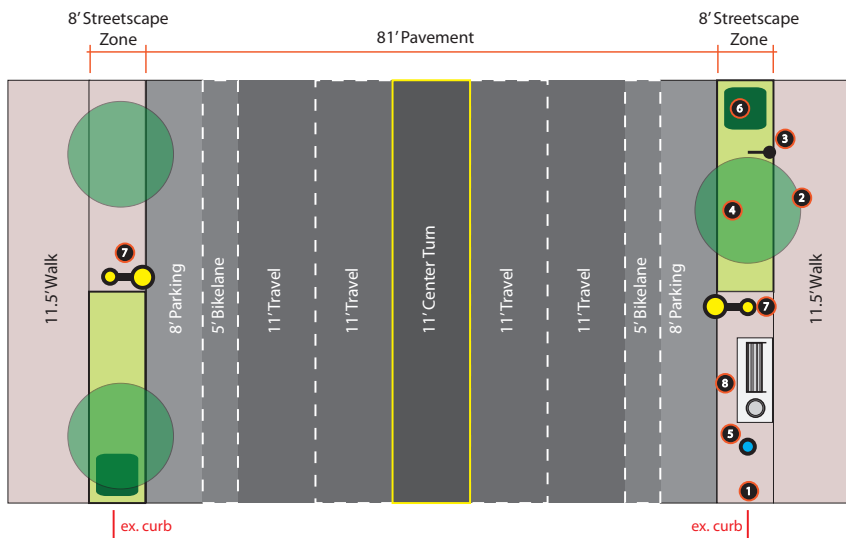 8' Streetscape
Zone
81' Pavement
8' Streetscape
Zone
6
3
2
4
7
11.5' Walk
8' Parking
5' Bikelane
11' Travel
11' Travel
11' Center Turn
11' Travel
11' Travel
5' Bikelane
8' Parking
7
11.5' Walk
8
5
1
ex. curb
ex. curb